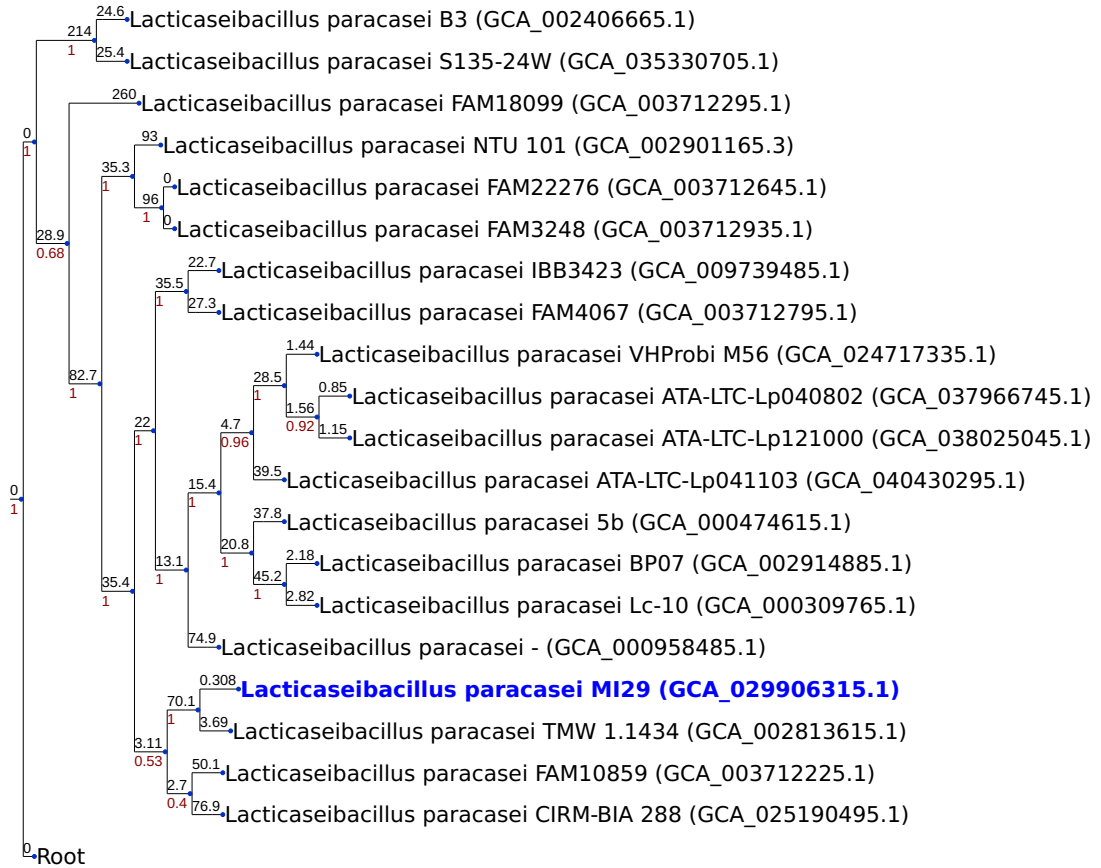 24.6
Lacticaseibacillus paracasei B3 (GCA_002406665.1)
214
1
25.4
Lacticaseibacillus paracasei S135-24W (GCA_035330705.1)
260
Lacticaseibacillus paracasei FAM18099 (GCA_003712295.1)
0
1
93
Lacticaseibacillus paracasei NTU 101 (GCA_002901165.3)
35.3
1
0
Lacticaseibacillus paracasei FAM22276 (GCA_003712645.1)
96
1
0
Lacticaseibacillus paracasei FAM3248 (GCA_003712935.1)
28.9
0.68
22.7
Lacticaseibacillus paracasei IBB3423 (GCA_009739485.1)
35.5
1
27.3
Lacticaseibacillus paracasei FAM4067 (GCA_003712795.1)
1.44
Lacticaseibacillus paracasei VHProbi M56 (GCA_024717335.1)
82.7
1
28.5
1
0.85
Lacticaseibacillus paracasei ATA-LTC-Lp040802 (GCA_037966745.1)
1.56
0.92
1.15
Lacticaseibacillus paracasei ATA-LTC-Lp121000 (GCA_038025045.1)
22
1
4.7
0.96
39.5
Lacticaseibacillus paracasei ATA-LTC-Lp041103 (GCA_040430295.1)
0
1
15.4
1
37.8
Lacticaseibacillus paracasei 5b (GCA_000474615.1)
20.8
1
2.18
Lacticaseibacillus paracasei BP07 (GCA_002914885.1)
13.1
1
45.2
1
2.82
Lacticaseibacillus paracasei Lc-10 (GCA_000309765.1)
35.4
1
74.9
Lacticaseibacillus paracasei - (GCA_000958485.1)
0.308
Lacticaseibacillus paracasei MI29 (GCA_029906315.1)
70.1
1
3.69
Lacticaseibacillus paracasei TMW 1.1434 (GCA_002813615.1)
3.11
0.53
50.1
Lacticaseibacillus paracasei FAM10859 (GCA_003712225.1)
2.7
0.4
76.9
Lacticaseibacillus paracasei CIRM-BIA 288 (GCA_025190495.1)
0
Root